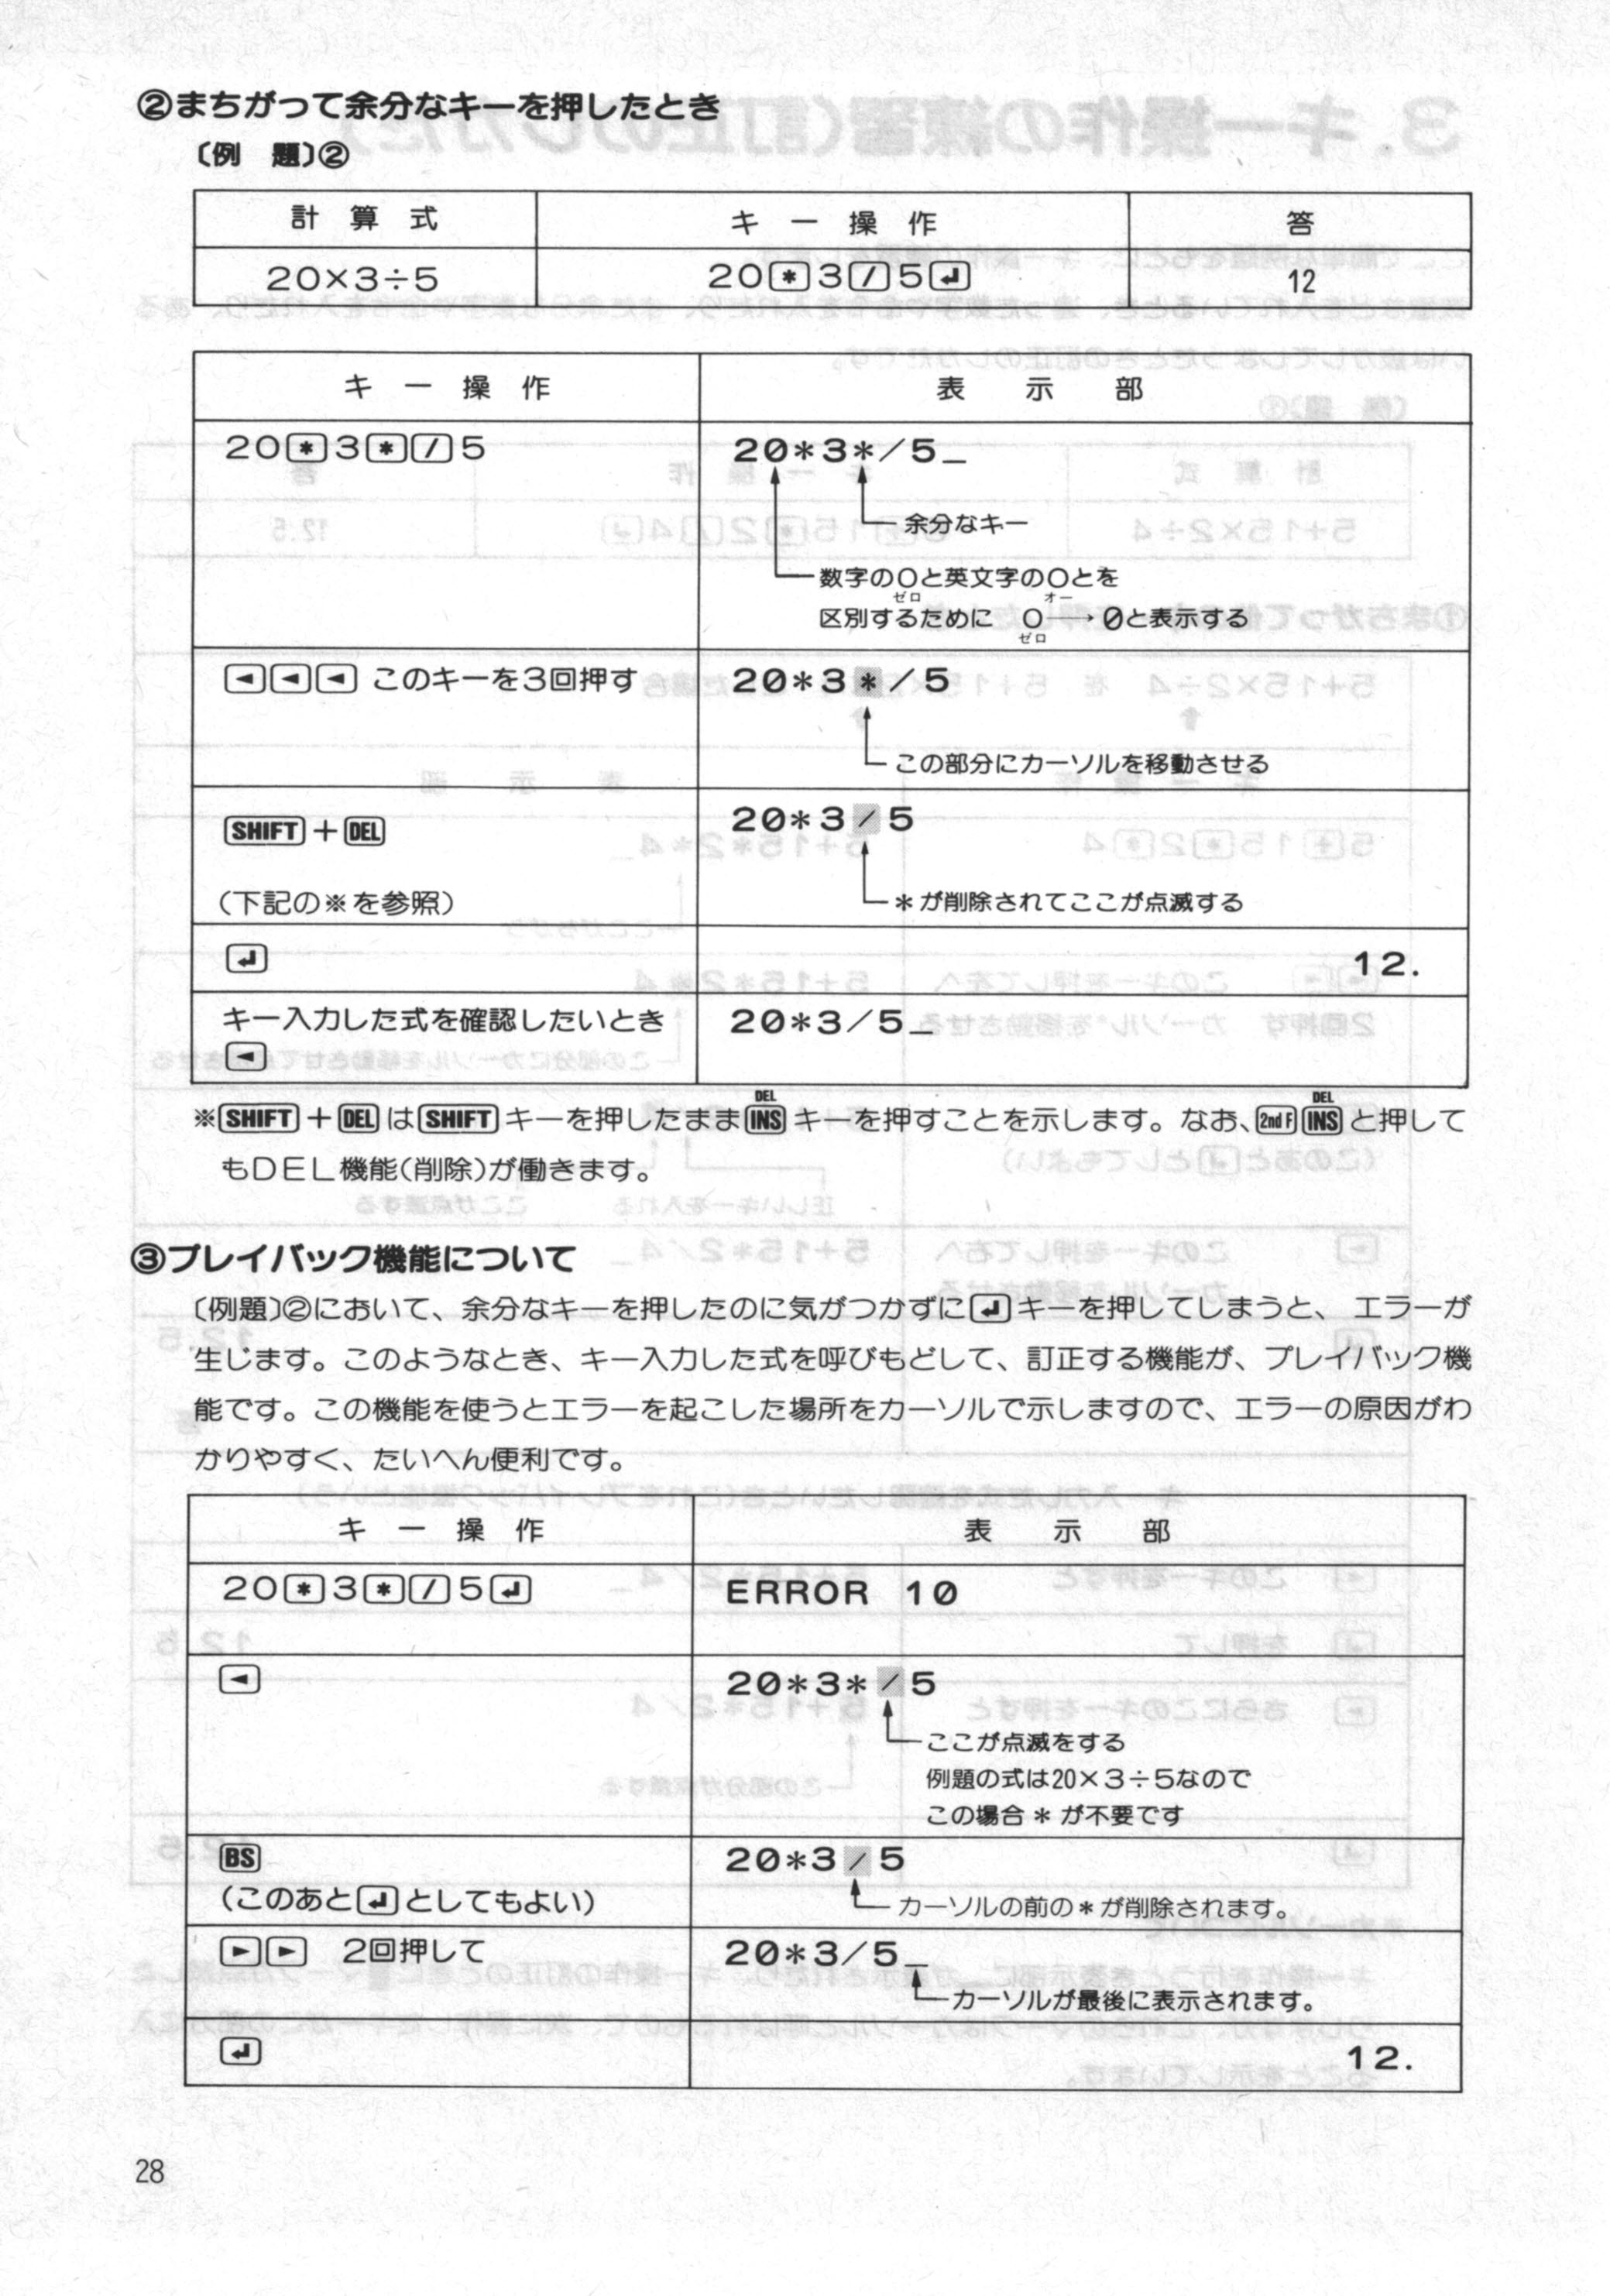 ②まちがって余分なキーを押したとき
〔例　題〕②
計　算　式　キ　ー　操　作　答
20×3÷5　20[*]3[/]5[↵]　12
キ　ー　操　作　表　示　部
20[*]3[*][/]5　20*3*/5_
余分なキー
数字の0と英文字のOとを
ゼロ　オー
区別するために　0→0̸と表示する
ゼロ
[◀][◀][◀] このキーを3回押す　20*3*/5
この部分にカーソルを移動させる
[SHIFT]+[DEL]　20*3/5
(下記の※を参照)　*が削除されてここが点滅する
[↵]　12.
キー入力した式を確認したいとき　20*3/5_
[◀]
DEL　DEL
※[SHIFT]+[DEL]は[SHIFT]キーを押したまま[INS]キーを押すことを示します。なお、[2nd F][INS]と押して
もDEL機能(削除)が働きます。
③プレイバック機能について
〔例題〕②において、余分なキーを押したのに気がつかずに[↵]キーを押してしまうと、エラーが
生じます。このようなとき、キー入力した式を呼びもどして、訂正する機能が、プレイバック機
能です。この機能を使うとエラーを起こした場所をカーソルで示しますので、エラーの原因がわ
かりやすく、たいへん便利です。
キ　ー　操　作　表　示　部
20[*]3[*][/]5[↵]　ERROR 10
[◀]　20*3*/5
ここが点滅をする
例題の式は20×3÷5なので
この場合*が不要です
[BS]　20*3/5
(このあと[↵]としてもよい)　カーソルの前の*が削除されます。
[▶][▶]　2回押して　20*3/5_
カーソルが最後に表示されます。
[↵]　12.
28